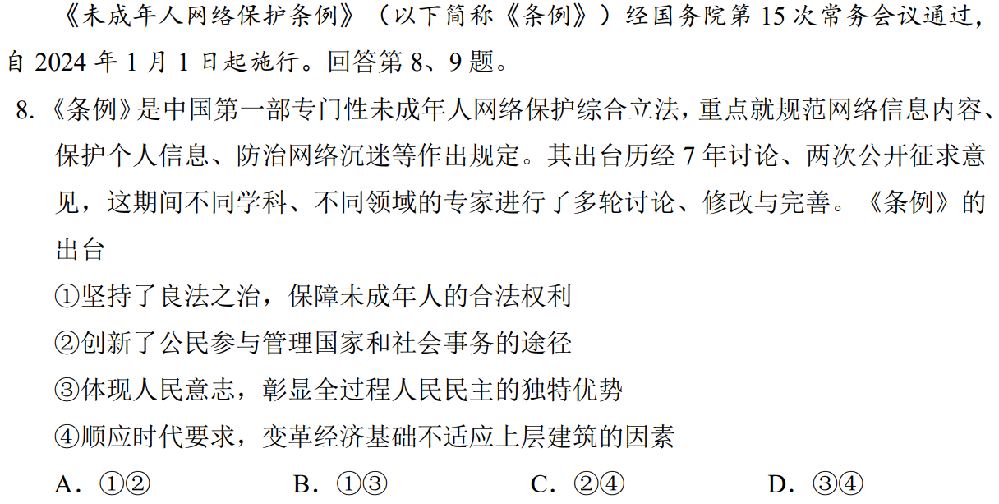 《未成年人网络保护条例》（以下简称《条例》）经国务院第 15 次常务会议通过，
自 2024 年 1 月 1 日起施行。回答第 8、9 题。
8. 《条例》是中国第一部专门性未成年人网络保护综合立法，重点就规范网络信息内容、
保护个人信息、防治网络沉迷等作出规定。其出台历经 7 年讨论、两次公开征求意
见，这期间不同学科、不同领域的专家进行了多轮讨论、修改与完善。《条例》的
出台
①坚持了良法之治，保障未成年人的合法权利
②创新了公民参与管理国家和社会事务的途径
③体现人民意志，彰显全过程人民民主的独特优势
④顺应时代要求，变革经济基础不适应上层建筑的因素
A．①② B．①③ C．②④ D．③④